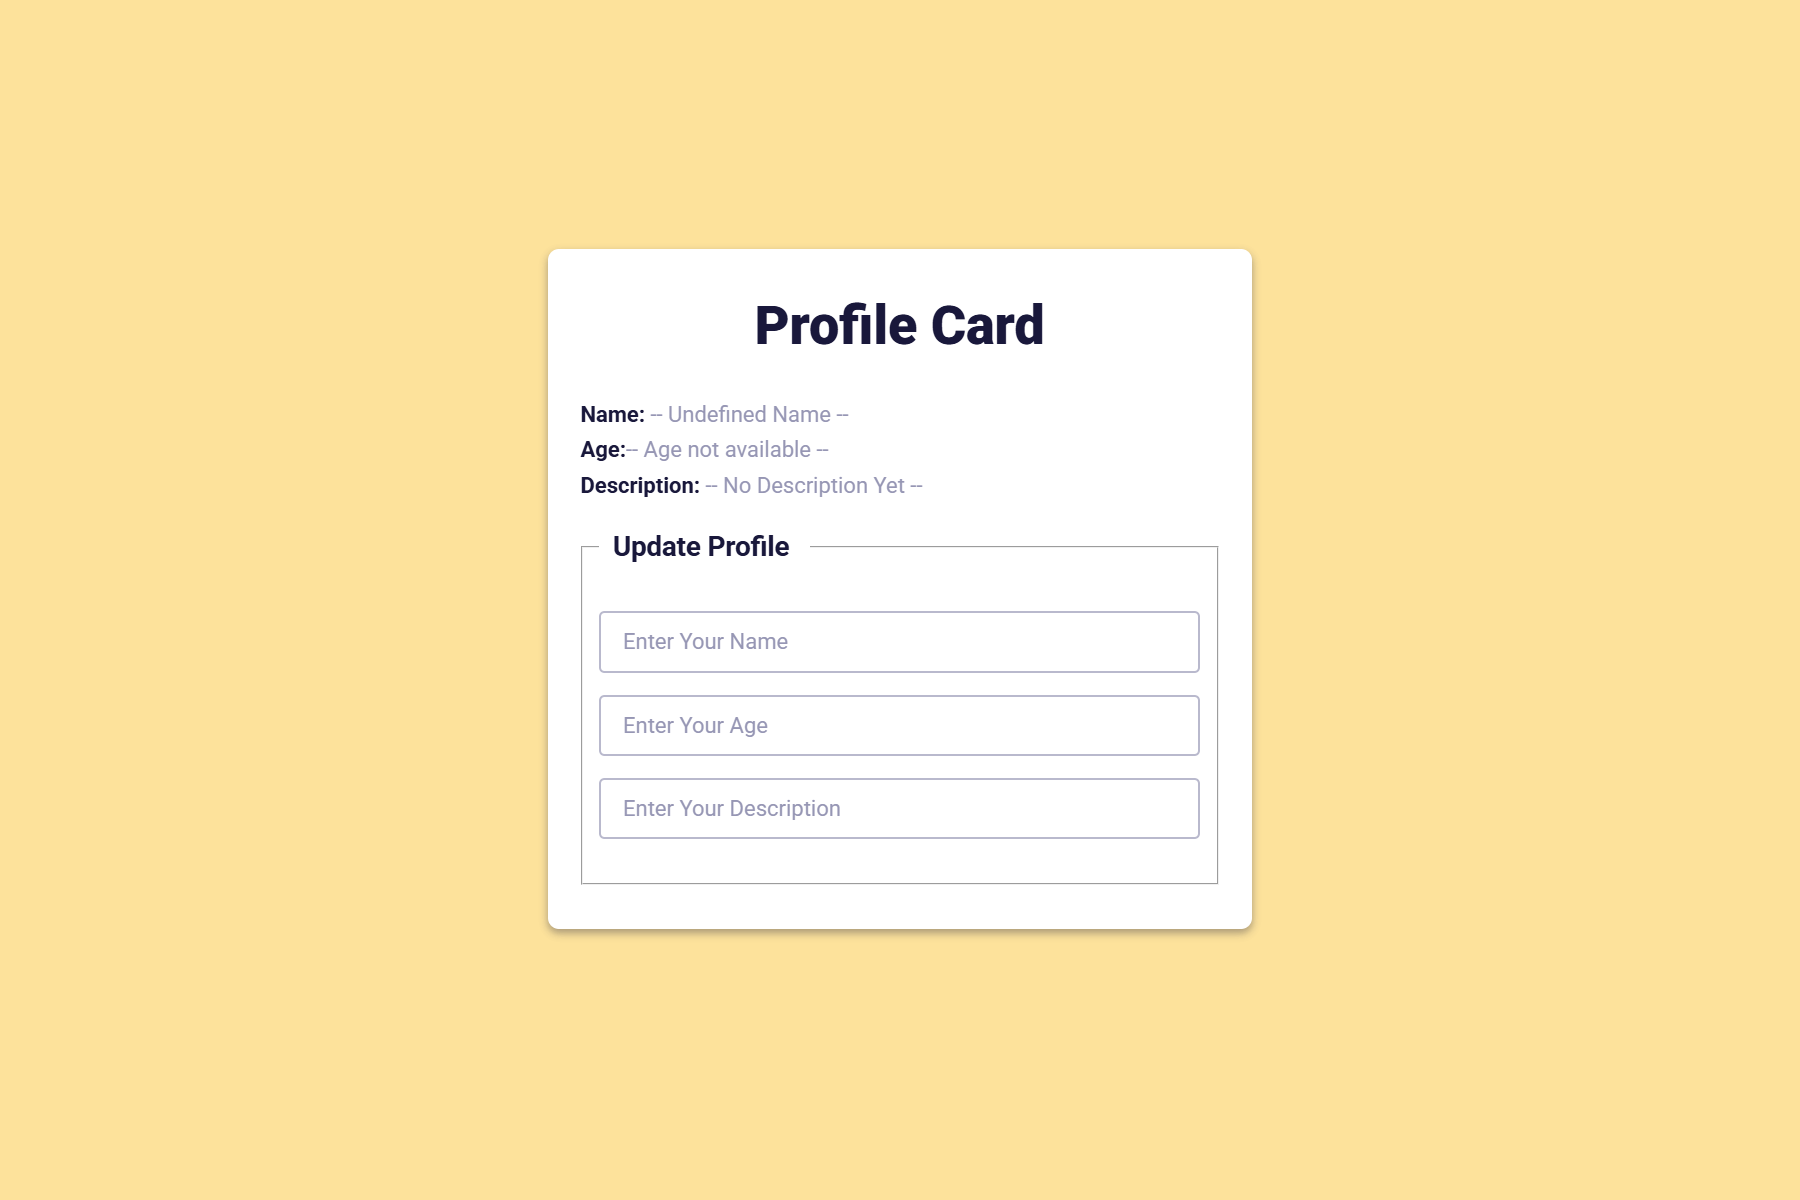 Profile Card
Name: -- Undefined Name --
Age:-- Age not available --
Description: -- No Description Yet --
Update Profile
Enter Your Name
Enter Your Age
Enter Your Description